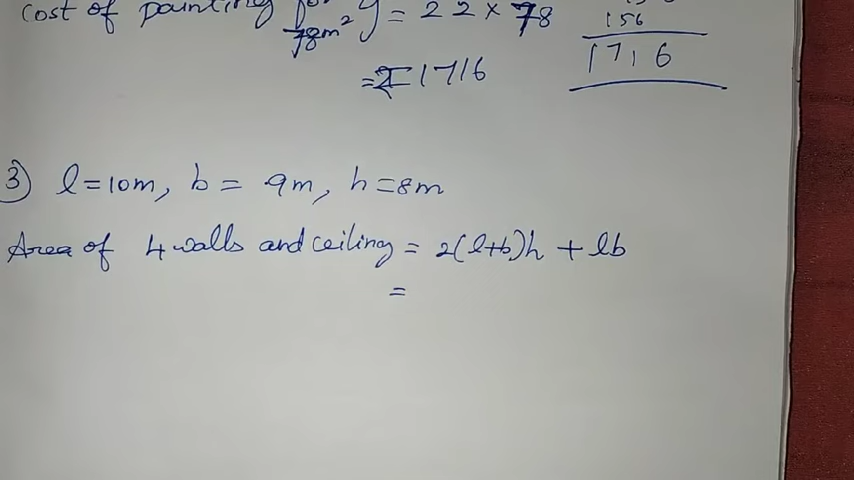 cost of painting for 78m² } = 22 × 78
156
1716
= ₹ 1716
3) l = 10m, b = 9m, h = 8m
Area of 4 walls and ceiling = 2(l+b)h + lb
=